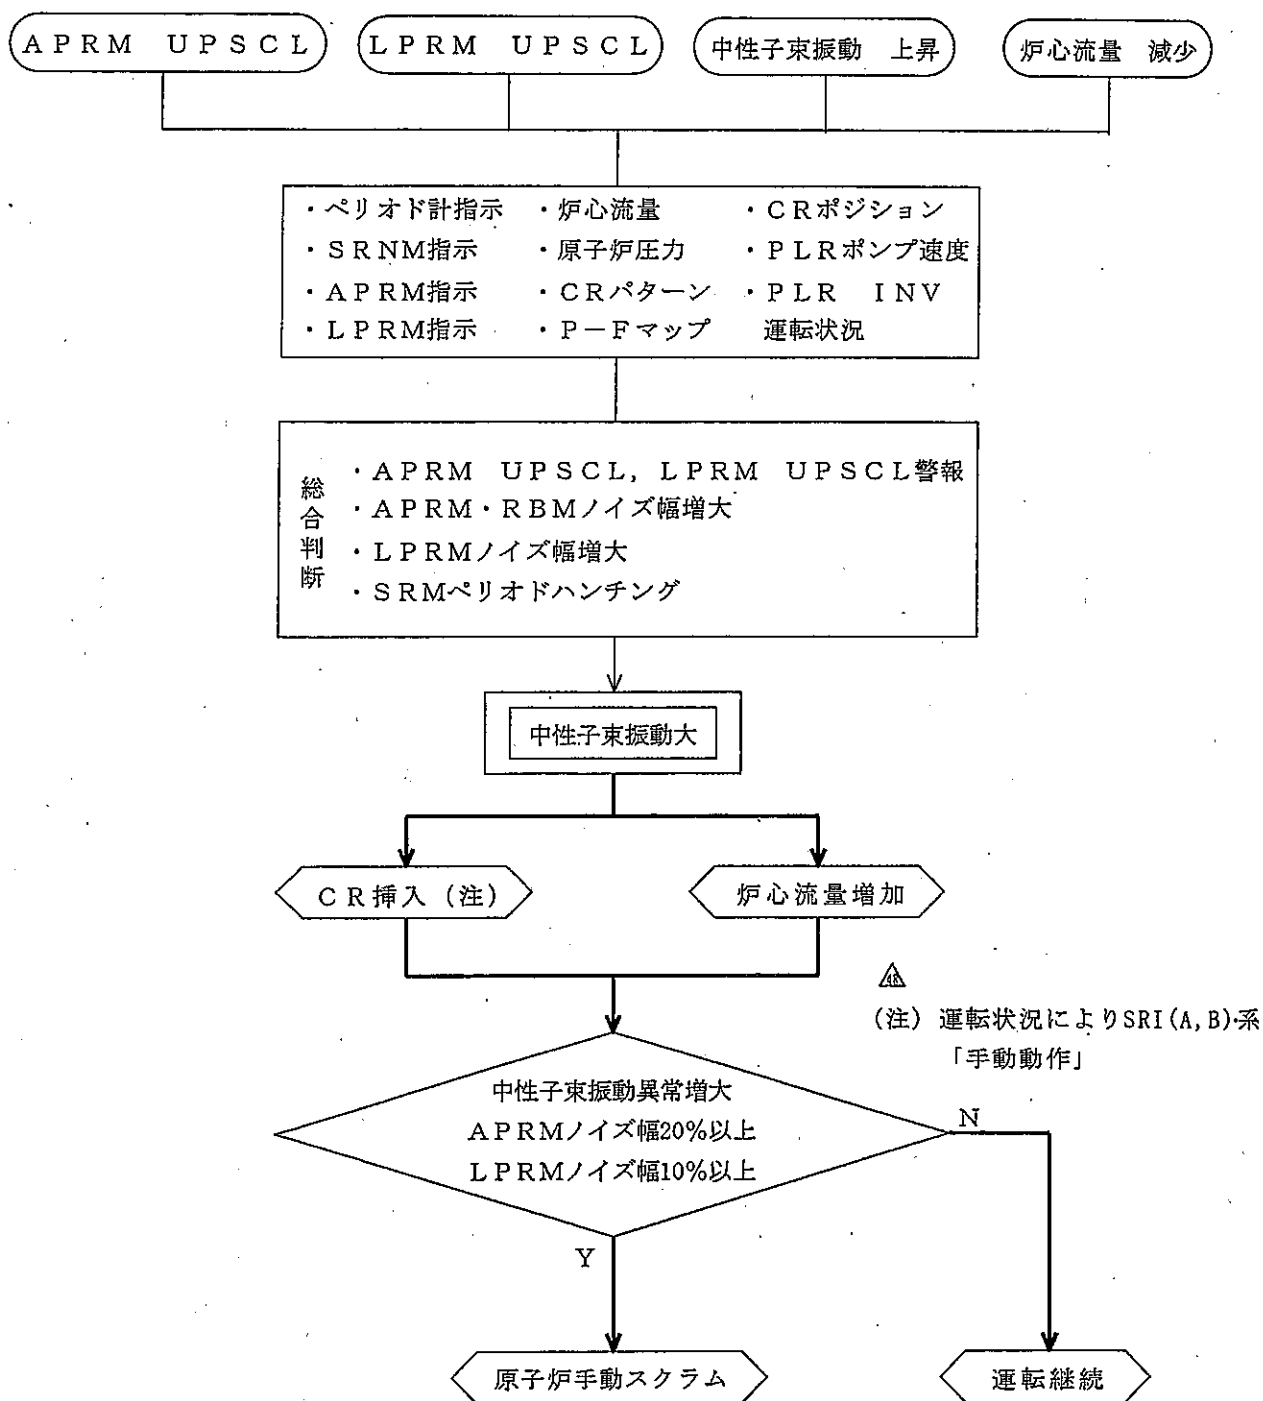 APRM UPSCL
LPRM UPSCL
中性子束振動 上昇
炉心流量 減少
・ペリオド計指示 ・炉心流量 ・CRポジション
・SRNM指示 ・原子炉圧力 ・PLRポンプ速度
・APRM指示 ・CRパターン ・PLR INV
・LPRM指示 ・P-Fマップ 運転状況
総合判断
・APRM UPSCL, LPRM UPSCL警報
・APRM・RBMノイズ幅増大
・LPRMノイズ幅増大
・SRMペリオドハンチング
中性子束振動大
CR挿入(注)
炉心流量増加
48
(注) 運転状況によりSRI(A,B)系
「手動動作」
中性子束振動異常増大
APRMノイズ幅20%以上
LPRMノイズ幅10%以上
N
Y
原子炉手動スクラム
運転継続